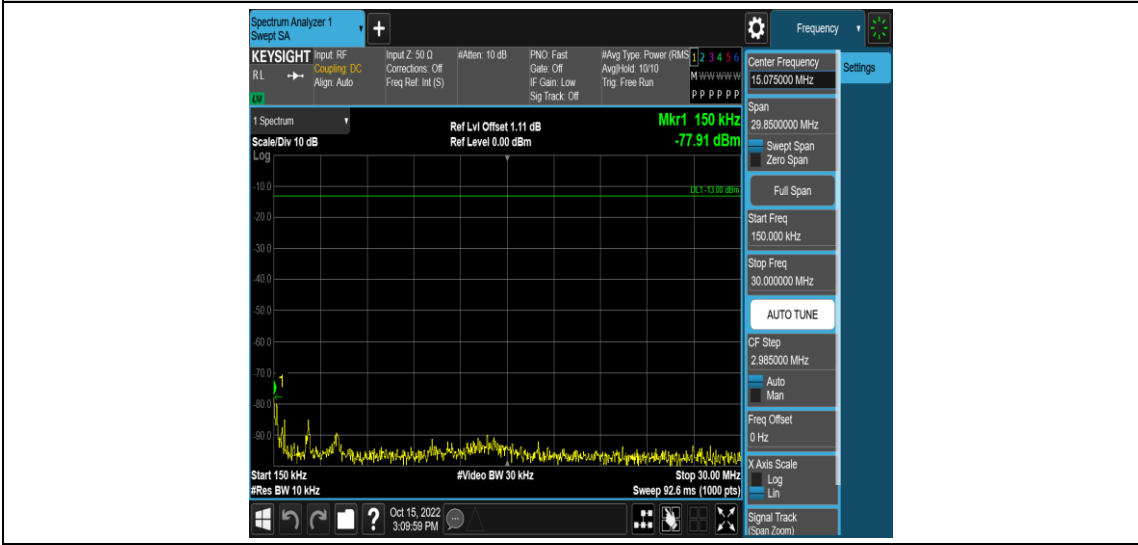 Spectrum Analyzer 1
Swept SA
+
Frequency
KEYSIGHT
RL
Input: RF
Coupling: DC
Align: Auto
Input Z: 50 Ω
Corrections: Off
Freq Ref: Int (S)
#Atten: 10 dB
PNO: Fast
Gate: Off
IF Gain: Low
Sig Track: Off
#Avg Type: Power (RMS
Avg|Hold: 10/10
Trig: Free Run
1 2 3 4 5 6
M W W W W W
P P P P P P
Settings
1 Spectrum
Scale/Div 10 dB
Log
Ref Lvl Offset 1.11 dB
Ref Level 0.00 dBm
Mkr1 150 kHz
-77.91 dBm
DL1 -13.00 dBm
-10.0
-20.0
-30.0
-40.0
-50.0
-60.0
-70.0
-80.0
-90.0
1
Start 150 kHz
#Res BW 10 kHz
#Video BW 30 kHz
Stop 30.00 MHz
Sweep 92.6 ms (1000 pts)
Center Frequency
15.075000 MHz
Span
29.8500000 MHz
Swept Span
Zero Span
Full Span
Start Freq
150.000 kHz
Stop Freq
30.000000 MHz
AUTO TUNE
CF Step
2.985000 MHz
Auto
Man
Freq Offset
0 Hz
X Axis Scale
Log
Lin
Signal Track
(Span Zoom)
?
Oct 15, 2022
3:09:59 PM